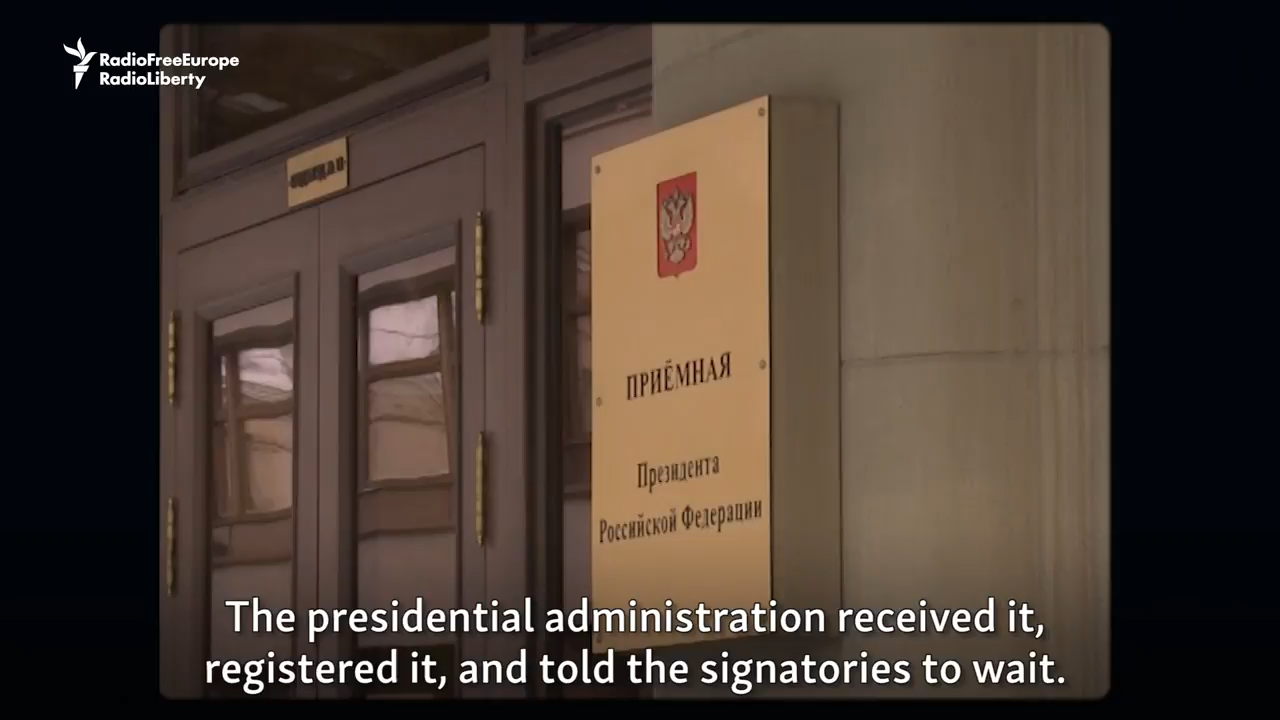 RadioFreeEurope
RadioLiberty
ПРИЁМНАЯ
Президента
Российской Федерации
The presidential administration received it,
registered it, and told the signatories to wait.